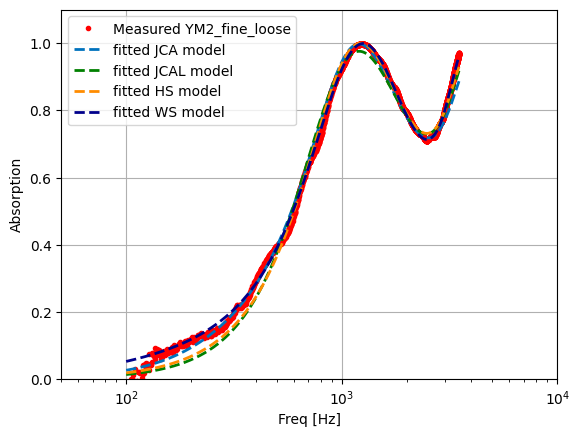 Measured YM2_fine_loose
fitted JCA model
fitted JCAL model
fitted HS model
fitted WS model
1.0
0.8
0.6
0.4
0.2
0.0
Absorption
10²
10³
10⁴
Freq [Hz]